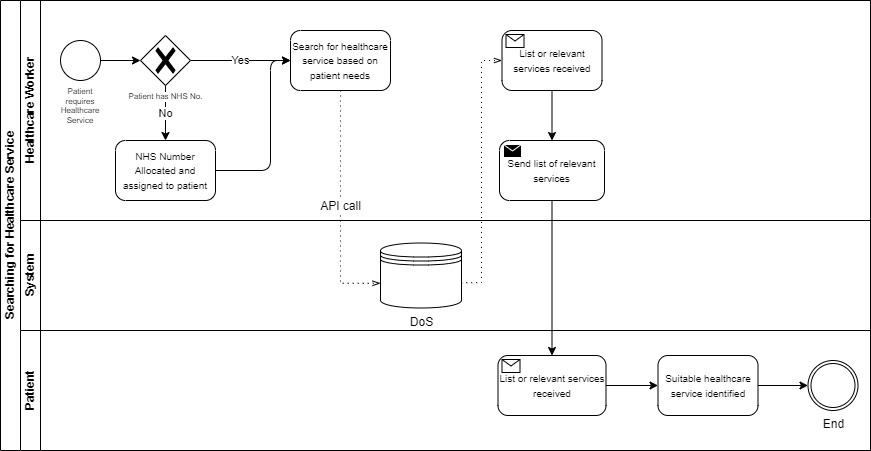 Searching for Healthcare Service
Healthcare Worker
Patient
requires
Healthcare
Service
Patient has NHS No.
Yes
No
NHS Number
Allocated and
assigned to patient
Search for healthcare
service based on
patient needs
API call
List or relevant
services received
Send list of relevant
services
System
DoS
Patient
List or relevant services
received
Suitable healthcare
service identified
End